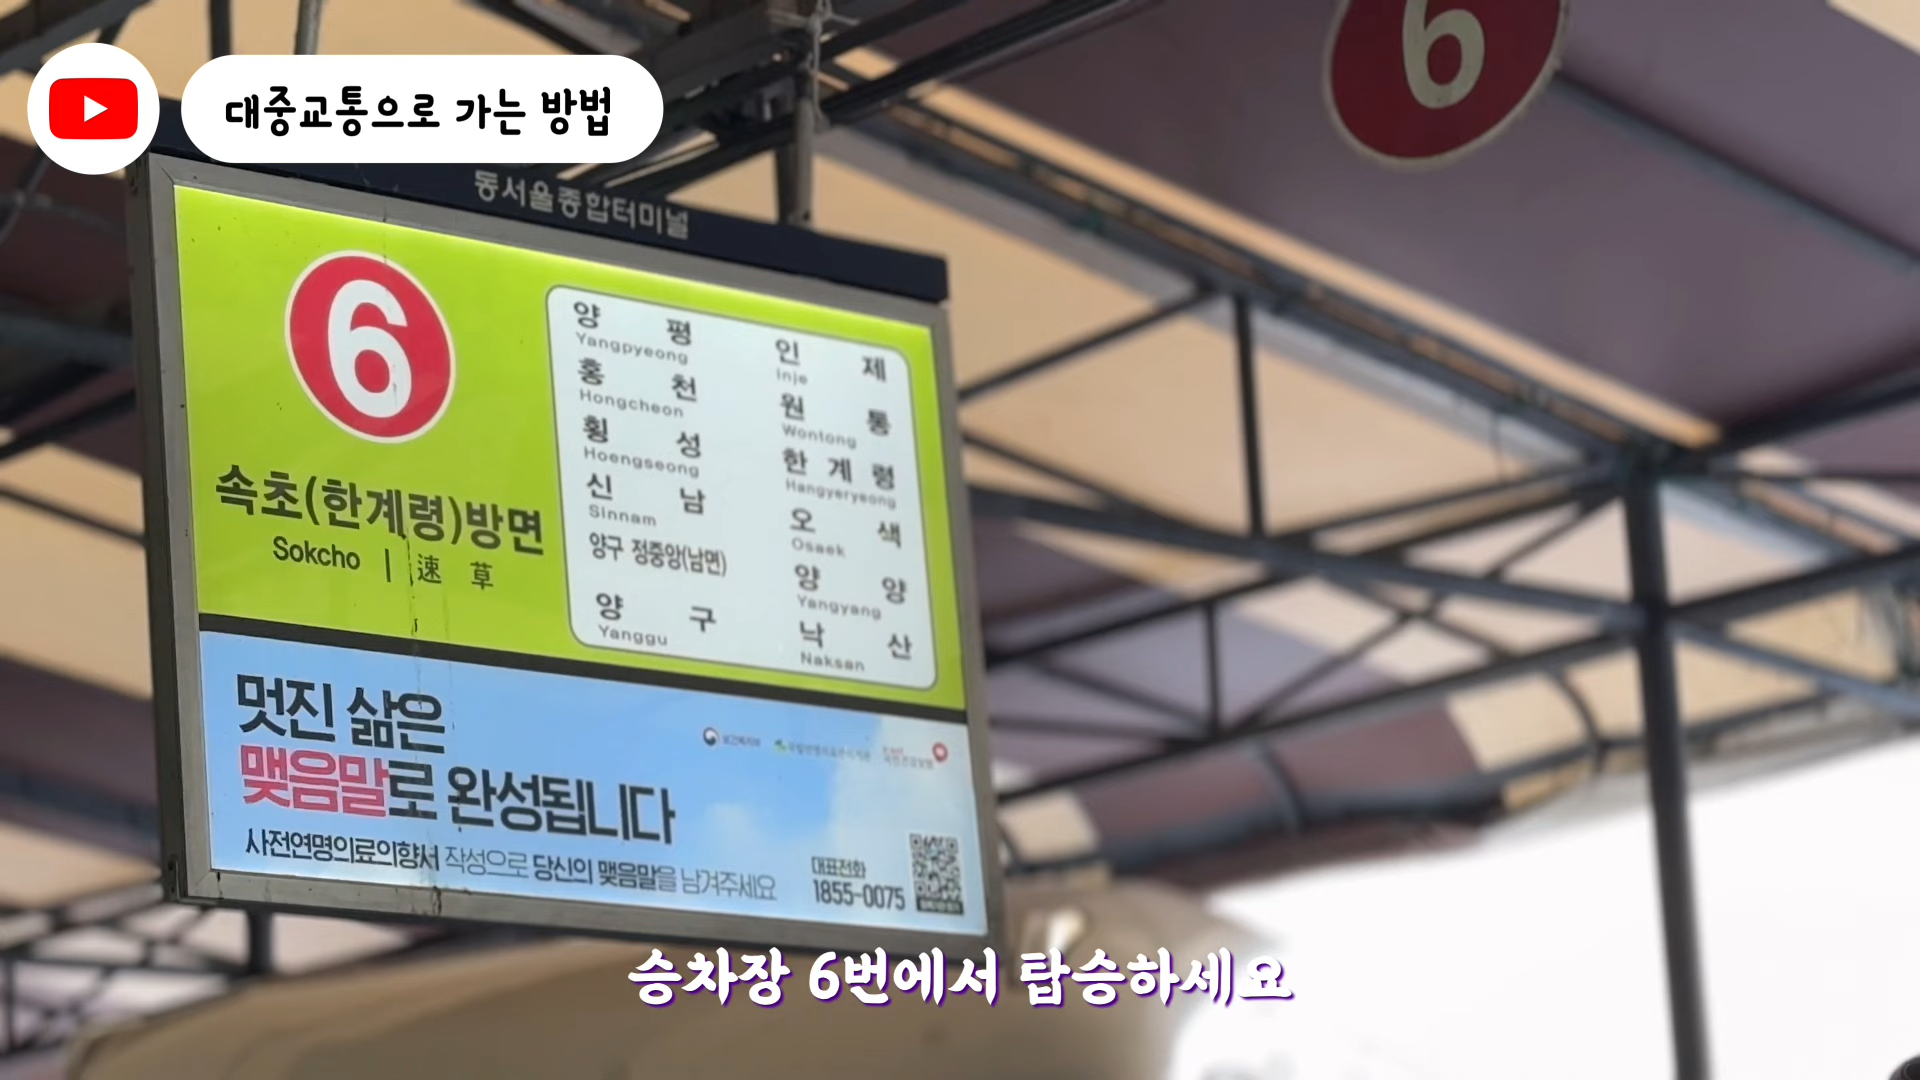 대중교통으로 가는 방법
6
동서울종합터미널
6
속초(한계령)방면
Sokcho | 速草
양평
Yangpyeong
홍천
Hongcheon
횡성
Hoengseong
신남
Sinnam
양구 정중앙(남면)
양구
Yanggu
인제
Inje
원통
Wontong
한계령
Hangyeryeong
오색
Osaek
양양
Yangyang
낙산
Naksan
멋진 삶은
맺음말로 완성됩니다
사전연명의료의향서 작성으로 당신의 맺음말을 남겨주세요
보건복지부
대표전화
1855-0075
승차장 6번에서 탑승하세요